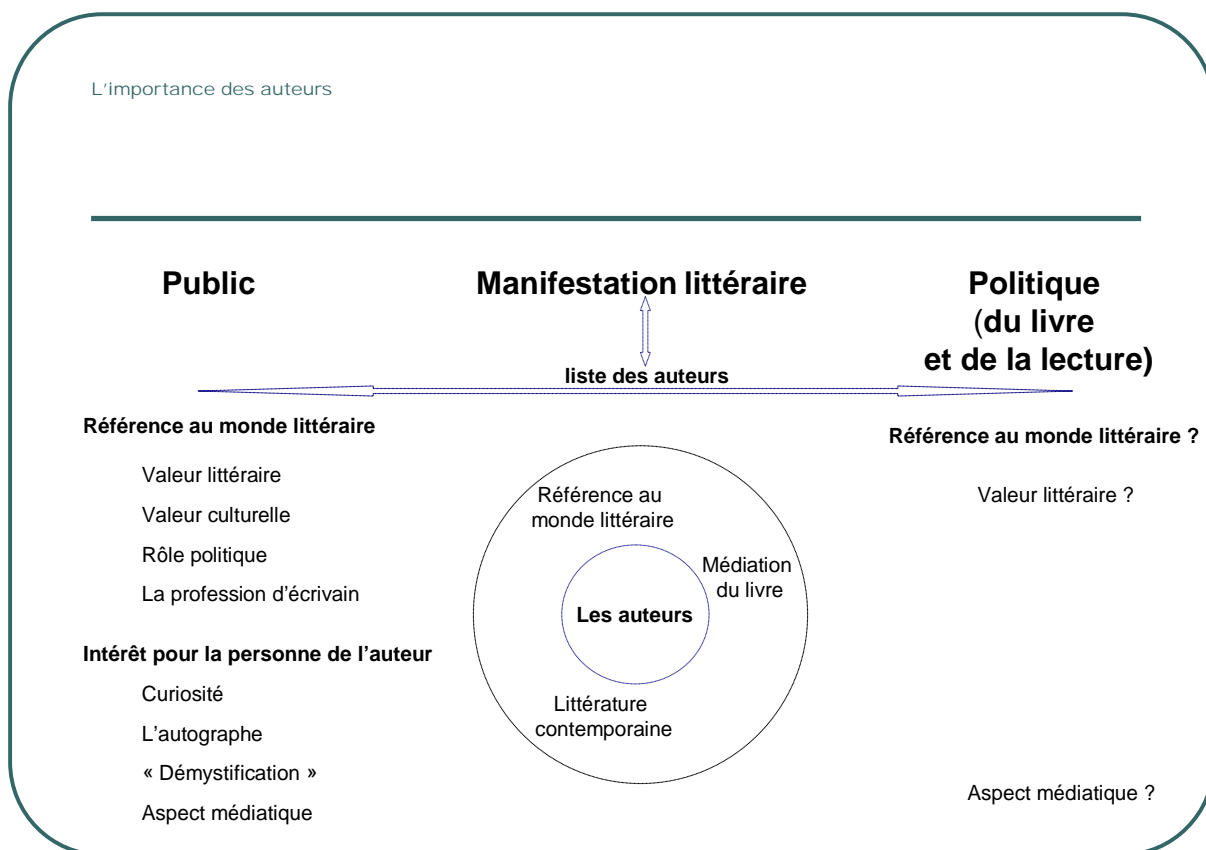 L'importance des auteurs
Public
Manifestation littéraire
Politique
(du livre
et de la lecture)
liste des auteurs
Référence au monde littéraire
Valeur littéraire
Valeur culturelle
Rôle politique
La profession d'écrivain
Intérêt pour la personne de l'auteur
Curiosité
L'autographe
« Démystification »
Aspect médiatique
Référence au
monde littéraire
Médiation
du livre
Les auteurs
Littérature
contemporaine
Référence au monde littéraire ?
Valeur littéraire ?
Aspect médiatique ?